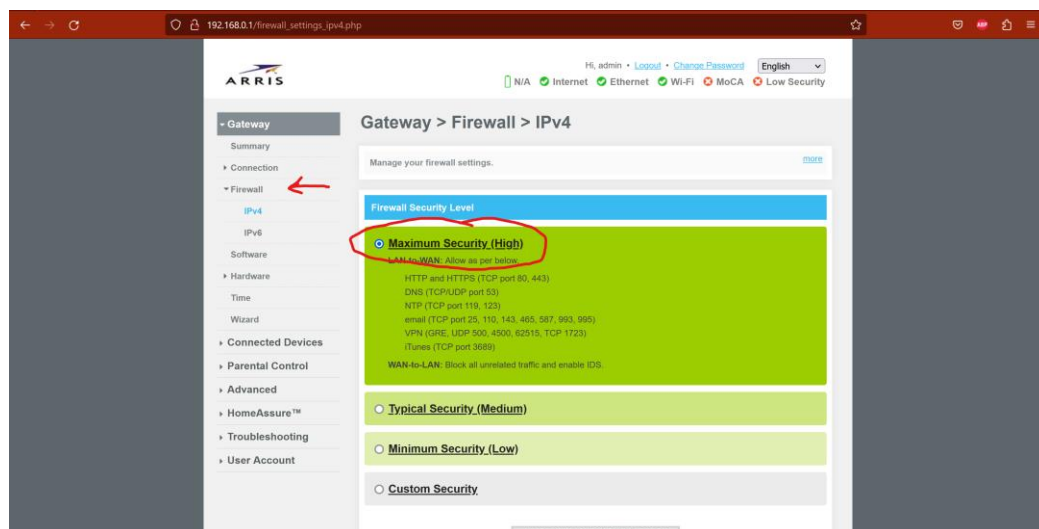 192.168.0.1/firewall_settings_ipv4.php
ABP
ARRIS
Hi, admin • Logout • Change Password English
N/A Internet Ethernet Wi-Fi MoCA Low Security
Gateway
Summary
Connection
Firewall
IPv4
IPv6
Software
Hardware
Time
Wizard
Connected Devices
Parental Control
Advanced
HomeAssure™
Troubleshooting
User Account
Gateway > Firewall > IPv4
Manage your firewall settings. more
Firewall Security Level
Maximum Security (High)
LAN-to-WAN: Allow as per below.
HTTP and HTTPS (TCP port 80, 443)
DNS (TCP/UDP port 53)
NTP (TCP port 119, 123)
email (TCP port 25, 110, 143, 465, 587, 993, 995)
VPN (GRE, UDP 500, 4500, 62515, TCP 1723)
iTunes (TCP port 3689)
WAN-to-LAN: Block all unrelated traffic and enable IDS.
Typical Security (Medium)
Minimum Security (Low)
Custom Security